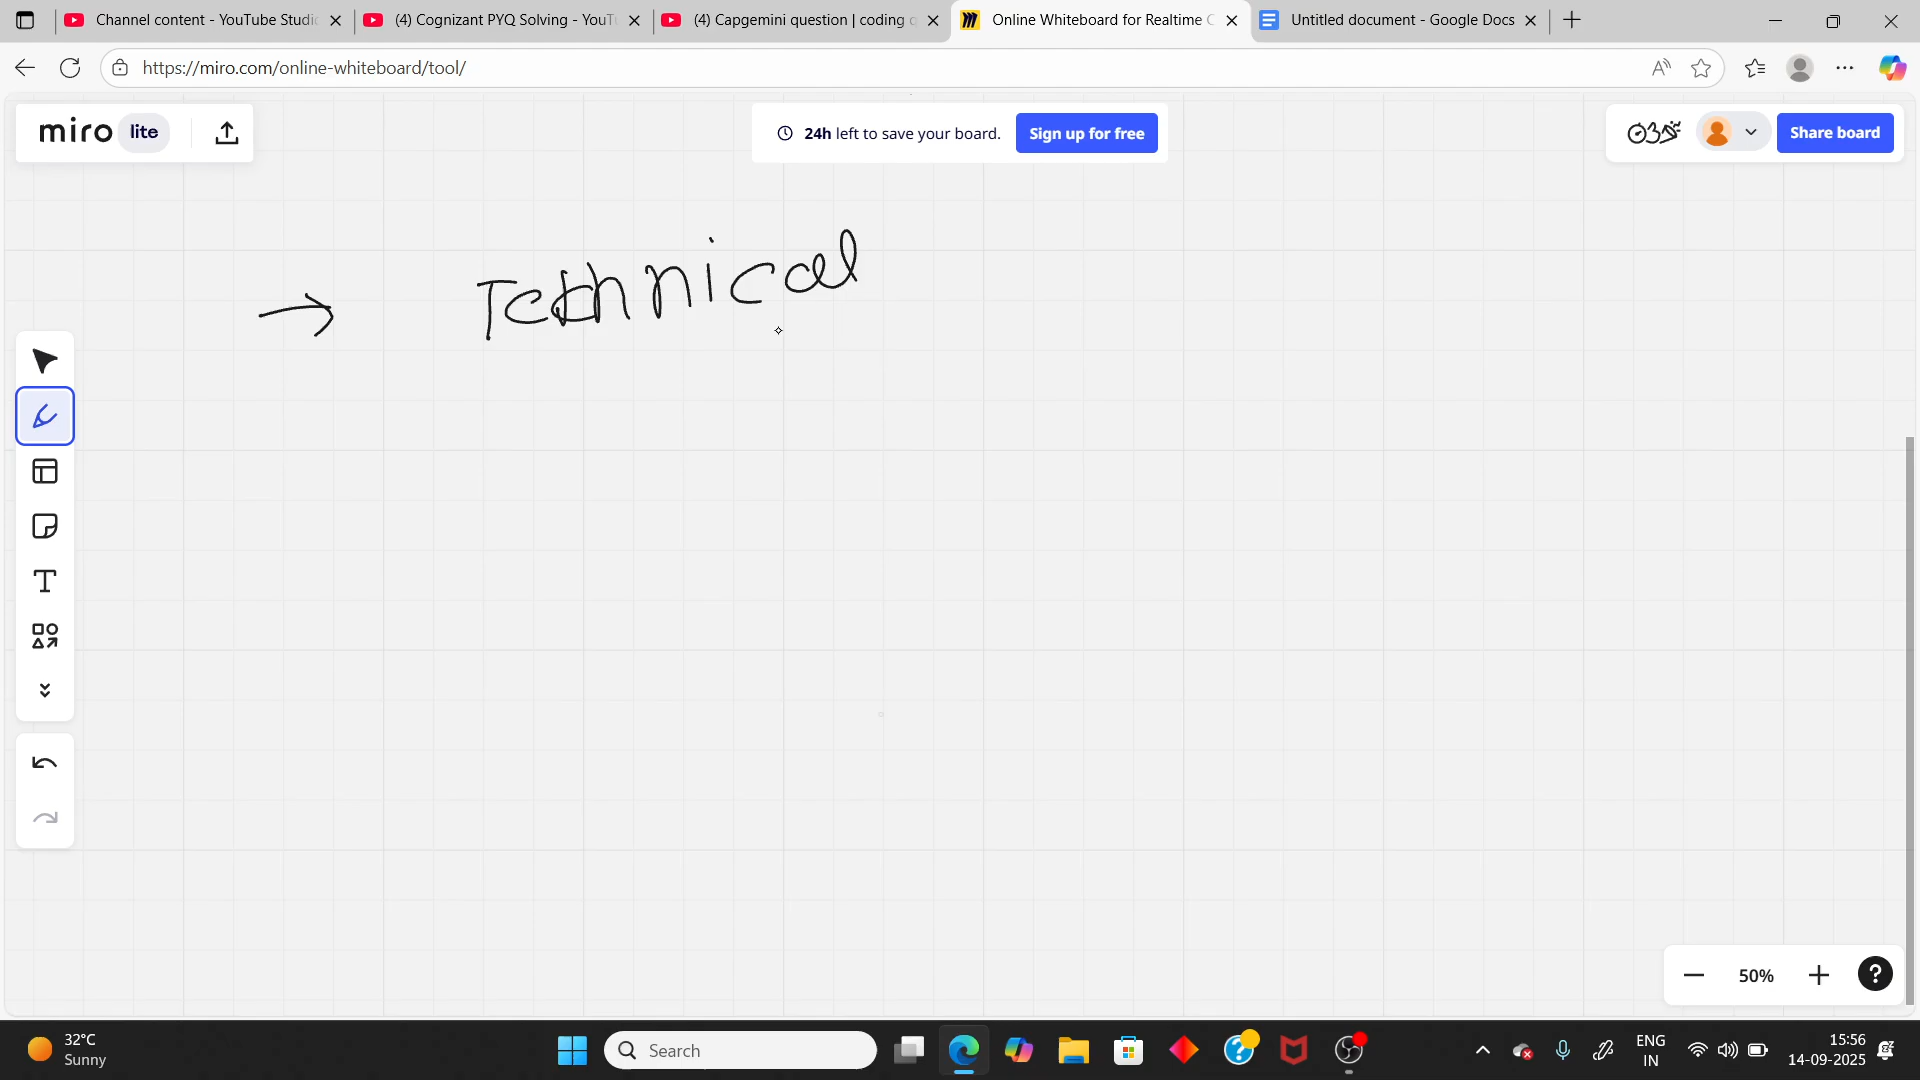 Channel content - YouTube Studi
(4) Cognizant PYQ Solving - YouTu
(4) Capgemini question | coding q
Online Whiteboard for Realtime C
Untitled document - Google Docs
https://miro.com/online-whiteboard/tool/
miro lite
24h left to save your board.
Sign up for free
Share board
Technical
50%
32°C
Sunny
Search
ENG
IN
15:56
14-09-2025